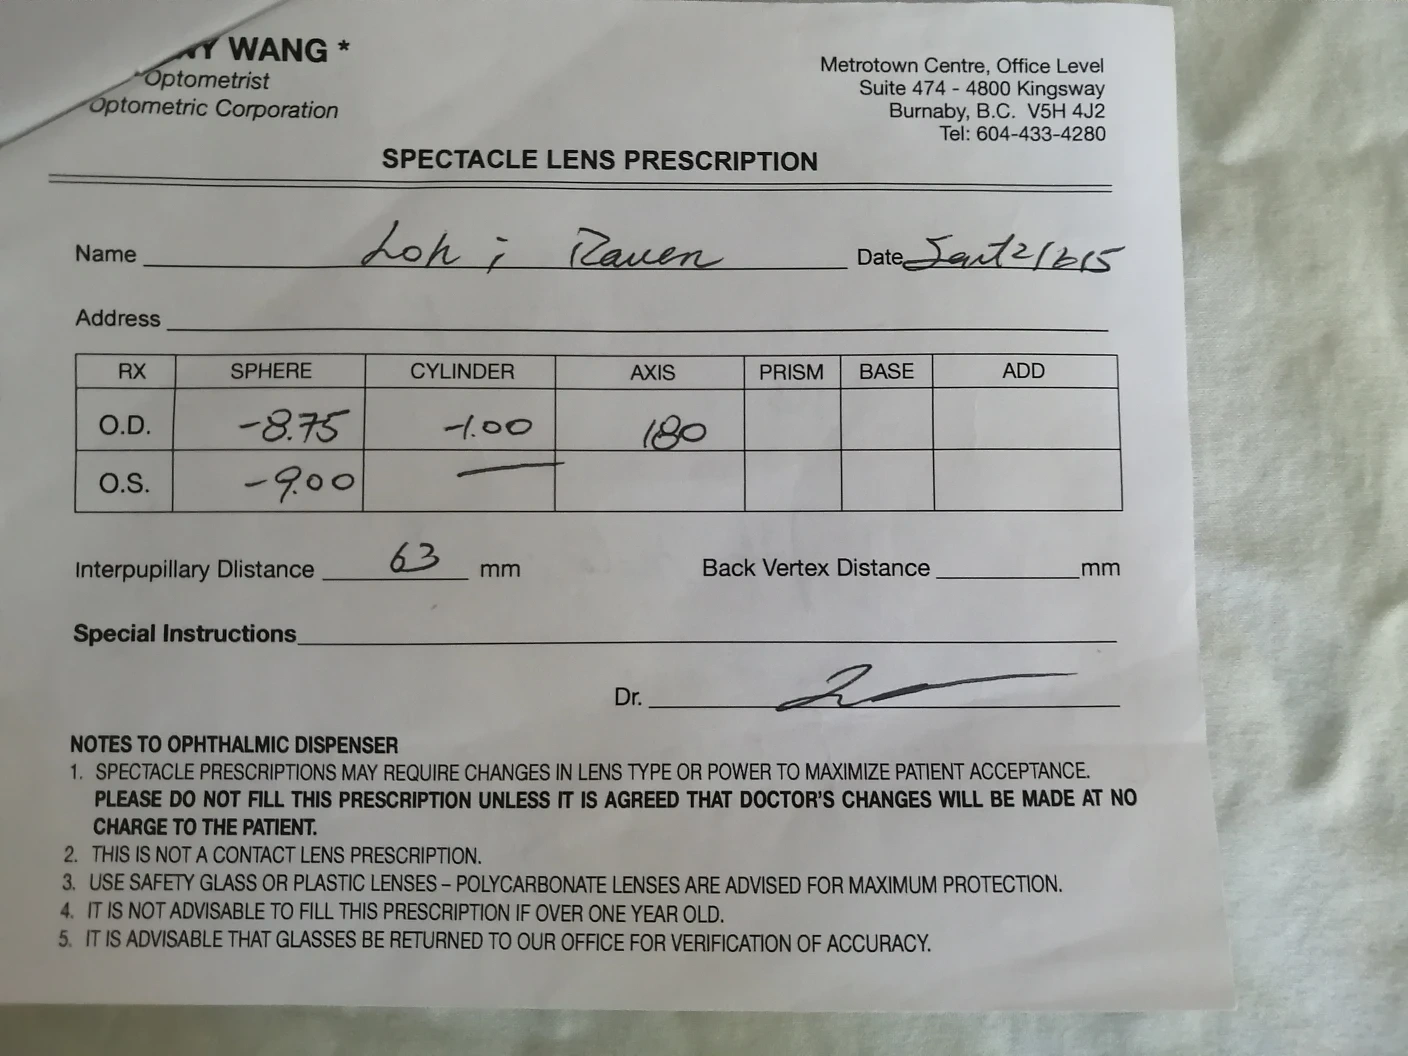 WANG *
Optometrist
Optometric Corporation
Metrotown Centre, Office Level
Suite 474 - 4800 Kingsway
Burnaby, B.C. V5H 4J2
Tel: 604-433-4280
SPECTACLE LENS PRESCRIPTION
Name Loh ; Raven Date
Address
RX SPHERE CYLINDER AXIS PRISM BASE ADD
O.D. -8.75 -1.00 180
O.S. -9.00 —
Interpupillary DIistance 63 mm Back Vertex Distance mm
Special Instructions
Dr.
NOTES TO OPHTHALMIC DISPENSER
1. SPECTACLE PRESCRIPTIONS MAY REQUIRE CHANGES IN LENS TYPE OR POWER TO MAXIMIZE PATIENT ACCEPTANCE.
PLEASE DO NOT FILL THIS PRESCRIPTION UNLESS IT IS AGREED THAT DOCTOR'S CHANGES WILL BE MADE AT NO
CHARGE TO THE PATIENT.
2. THIS IS NOT A CONTACT LENS PRESCRIPTION.
3. USE SAFETY GLASS OR PLASTIC LENSES – POLYCARBONATE LENSES ARE ADVISED FOR MAXIMUM PROTECTION.
4. IT IS NOT ADVISABLE TO FILL THIS PRESCRIPTION IF OVER ONE YEAR OLD.
5. IT IS ADVISABLE THAT GLASSES BE RETURNED TO OUR OFFICE FOR VERIFICATION OF ACCURACY.